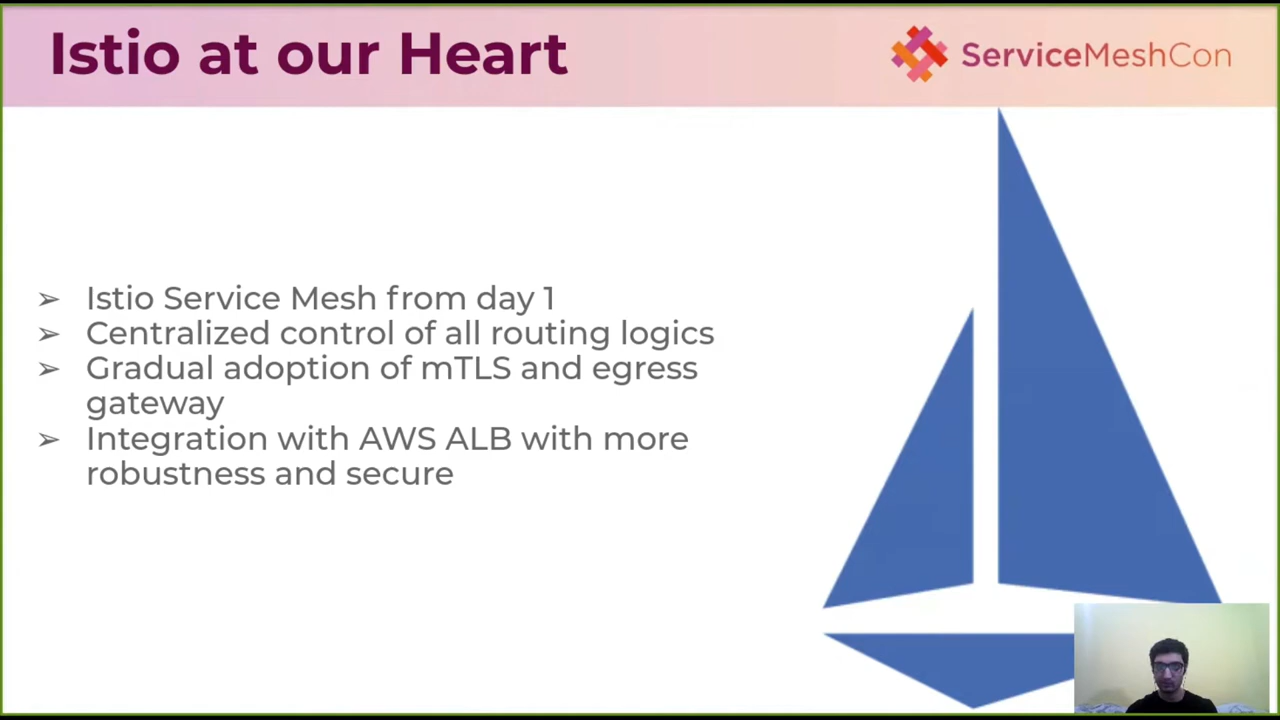 Istio at our Heart
ServiceMeshCon
➢ Istio Service Mesh from day 1
➢ Centralized control of all routing logics
➢ Gradual adoption of mTLS and egress
gateway
➢ Integration with AWS ALB with more
robustness and secure